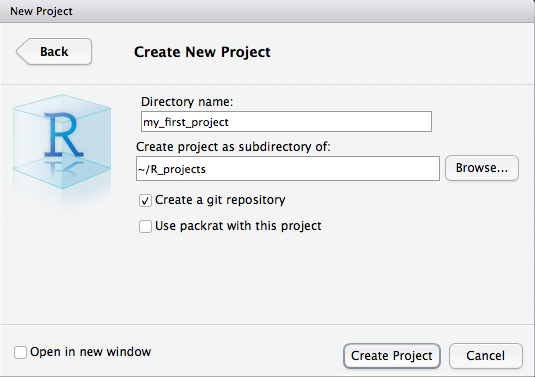 New Project
Back
Create New Project
R
Directory name:
my_first_project
Create project as subdirectory of:
~/R_projects
Browse...
Create a git repository
Use packrat with this project
Open in new window
Create Project
Cancel